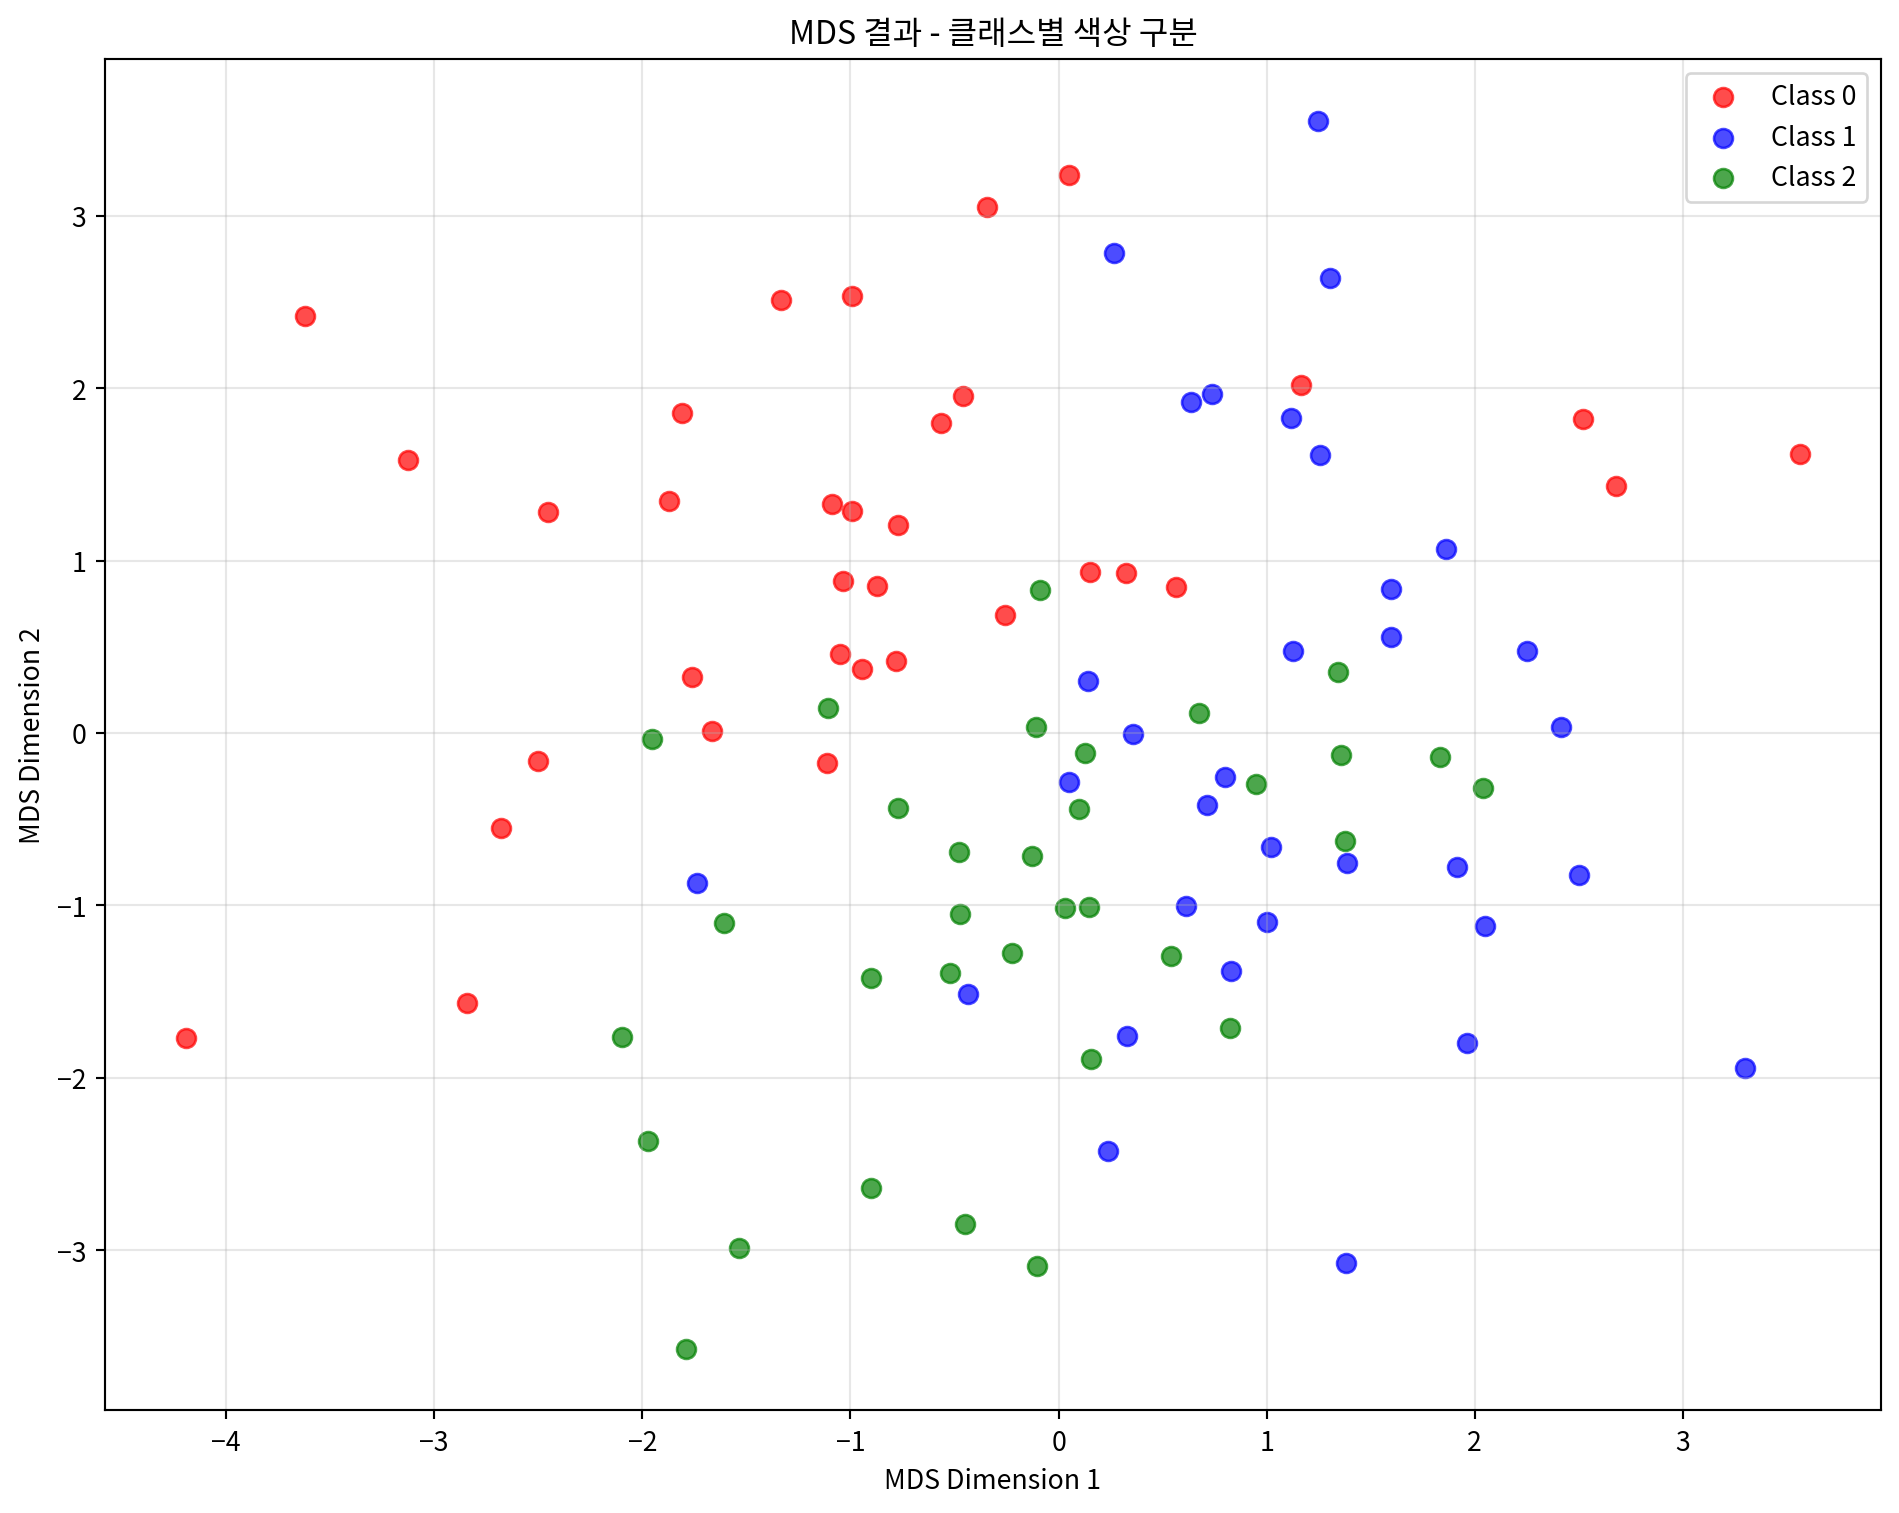 MDS 결과 - 클래스별 색상 구분
Class 0
Class 1
Class 2
MDS Dimension 2
3
2
1
0
−1
−2
−3
−4 −3 −2 −1 0 1 2 3
MDS Dimension 1